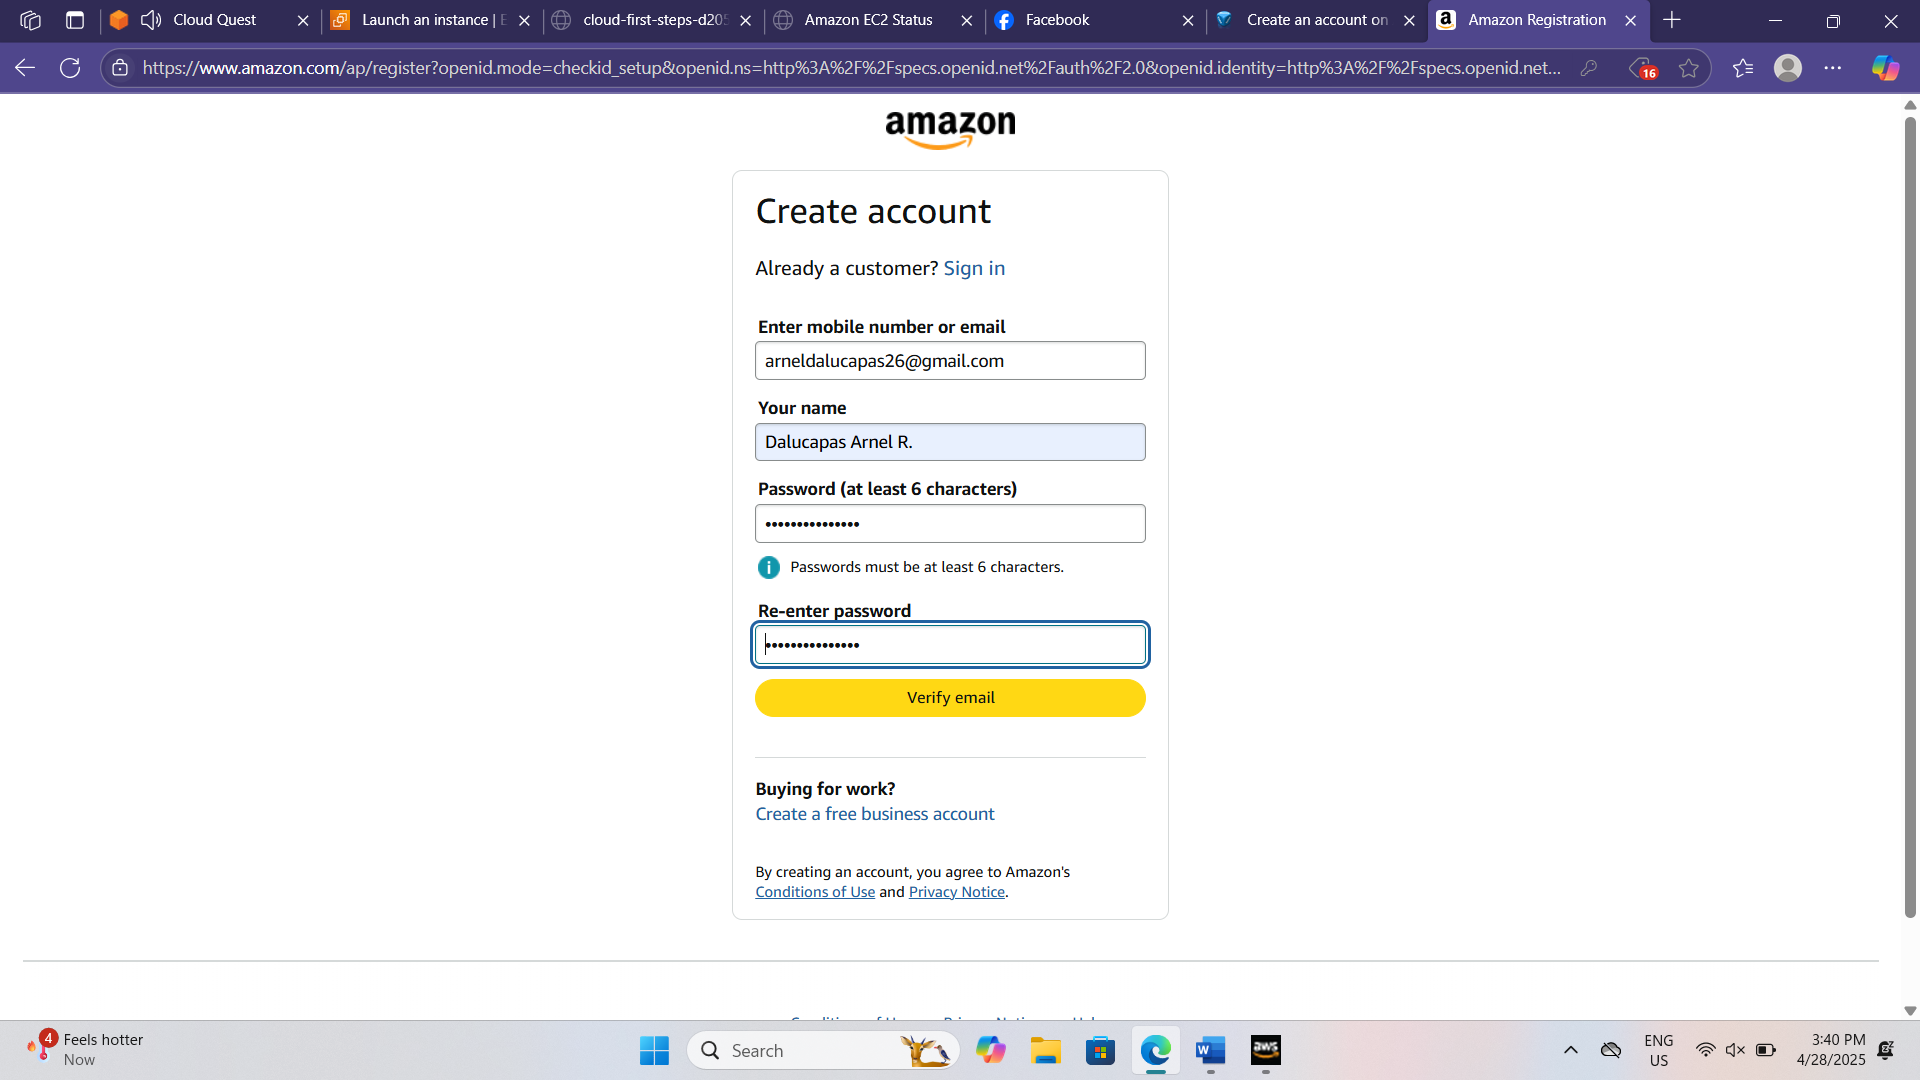 Cloud Quest
Launch an instance | E
cloud-first-steps-d205
Amazon EC2 Status
Facebook
Create an account on
Amazon Registration
https://www.amazon.com/ap/register?openid.mode=checkid_setup&openid.ns=http%3A%2F%2Fspecs.openid.net%2Fauth%2F2.0&openid.identity=http%3A%2F%2Fspecs.openid.net...
16
amazon
Create account
Already a customer? Sign in
Enter mobile number or email
arneldalucapas26@gmail.com
Your name
Dalucapas Arnel R.
Password (at least 6 characters)
•••••••••••••••
i Passwords must be at least 6 characters.
Re-enter password
•••••••••••••••
Verify email
Buying for work?
Create a free business account
By creating an account, you agree to Amazon's
Conditions of Use and Privacy Notice.
4
Feels hotter
Now
Search
aws
ENG
US
3:40 PM
4/28/2025